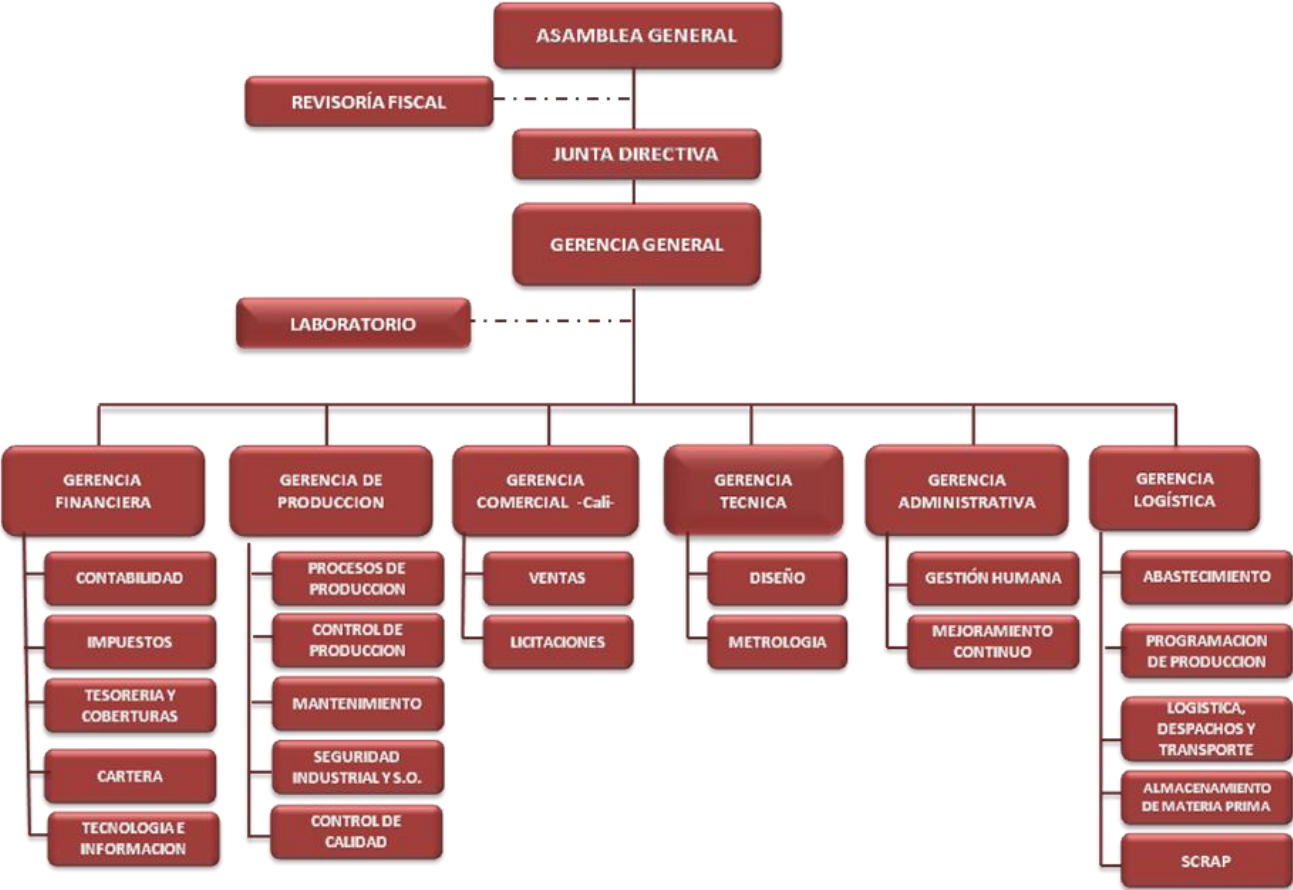 ASAMBLEA GENERAL
REVISORÍA FISCAL
JUNTA DIRECTIVA
GERENCIA GENERAL
LABORATORIO
GERENCIA
FINANCIERA
CONTABILIDAD
IMPUESTOS
TESORERIA Y
COBERTURAS
CARTERA
TECNOLOGIA E
INFORMACION
GERENCIA DE
PRODUCCION
PROCESOS DE
PRODUCCION
CONTROL DE
PRODUCCION
MANTENIMIENTO
SEGURIDAD
INDUSTRIAL Y S.O.
CONTROL DE
CALIDAD
GERENCIA
COMERCIAL -Cali-
VENTAS
LICITACIONES
GERENCIA
TECNICA
DISEÑO
METROLOGIA
GERENCIA
ADMINISTRATIVA
GESTIÓN HUMANA
MEJORAMIENTO
CONTINUO
GERENCIA
LOGÍSTICA
ABASTECIMIENTO
PROGRAMACION
DE PRODUCCION
LOGISTICA,
DESPACHOS Y
TRANSPORTE
ALMACENAMIENTO
DE MATERIA PRIMA
SCRAP